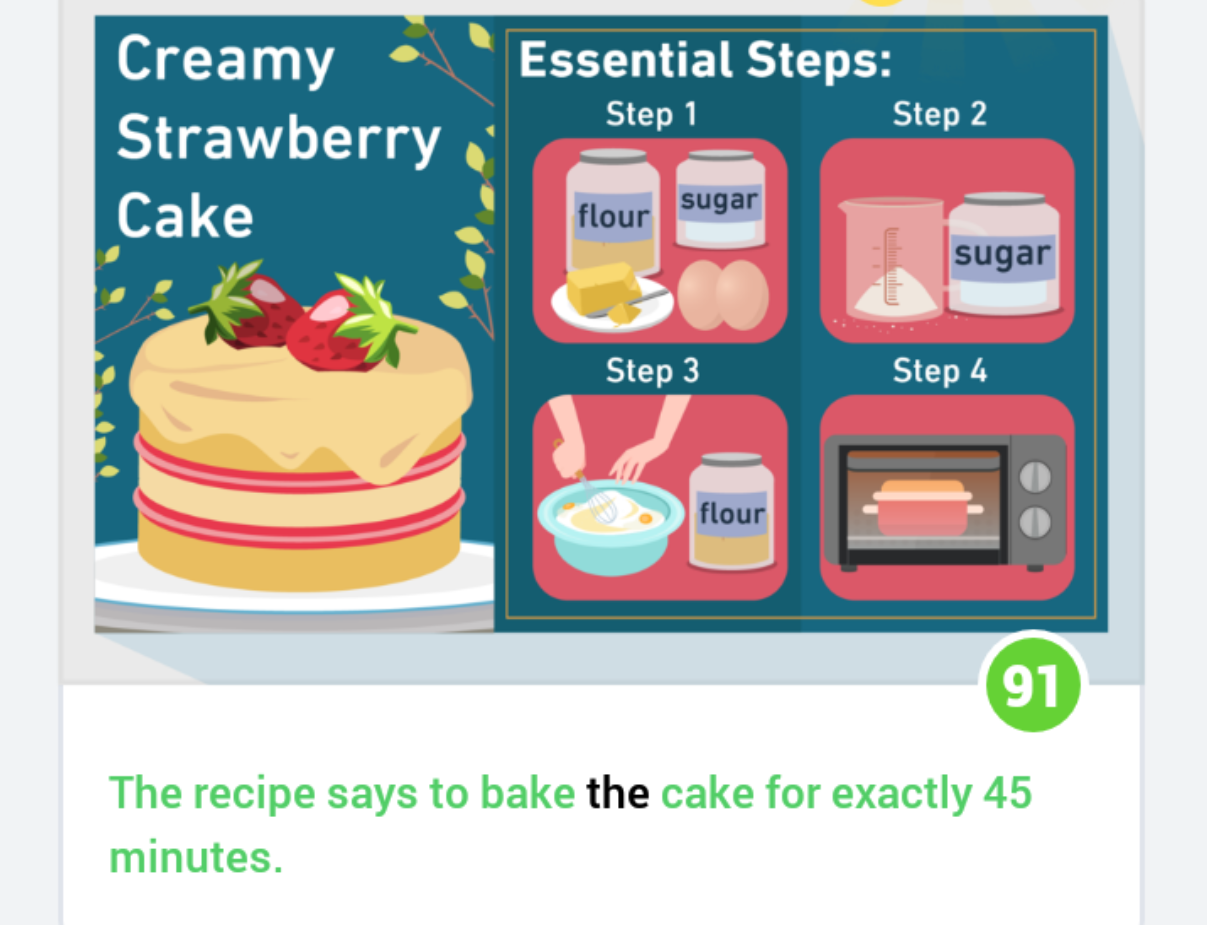 Creamy
Strawberry
Cake
Essential Steps:
Step 1
Step 2
flour
sugar
sugar
Step 3
Step 4
flour
91
The recipe says to bake the cake for exactly 45
minutes.